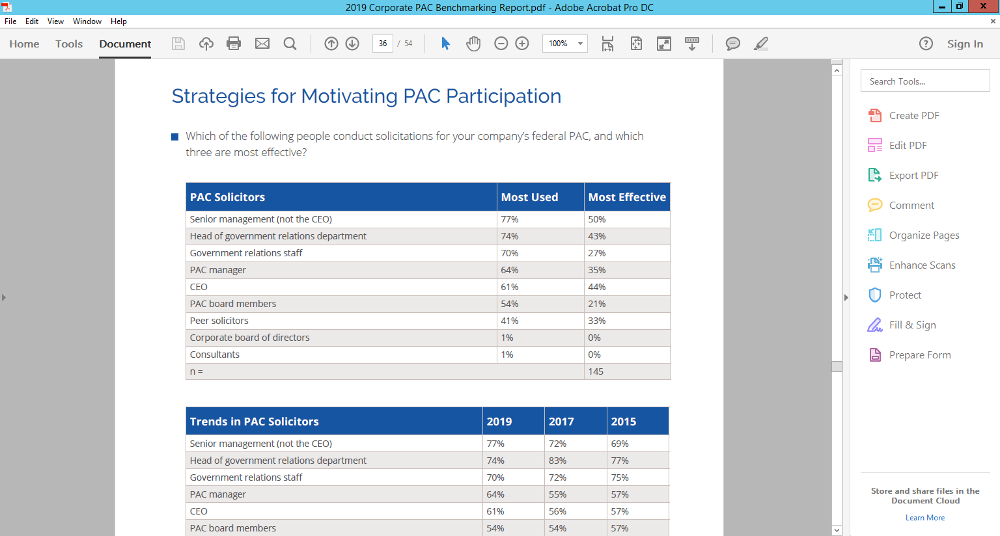 2019 Corporate PAC Benchmarking Report.pdf - Adobe Acrobat Pro DC
File Edit View Window Help
Home Tools Document 36 / 54 100% Sign In
Strategies for Motivating PAC Participation
Which of the following people conduct solicitations for your company's federal PAC, and which
three are most effective?
PAC Solicitors Most Used Most Effective
Senior management (not the CEO) 77% 50%
Head of government relations department 74% 43%
Government relations staff 70% 27%
PAC manager 64% 35%
CEO 61% 44%
PAC board members 54% 21%
Peer solicitors 41% 33%
Corporate board of directors 1% 0%
Consultants 1% 0%
n = 145
Trends in PAC Solicitors 2019 2017 2015
Senior management (not the CEO) 77% 72% 69%
Head of government relations department 74% 83% 77%
Government relations staff 70% 72% 75%
PAC manager 64% 55% 57%
CEO 61% 56% 57%
PAC board members 54% 54% 57%
Search Tools...
Create PDF
Edit PDF
Export PDF
Comment
Organize Pages
Enhance Scans
Protect
Fill & Sign
Prepare Form
Store and share files in the
Document Cloud
Learn More